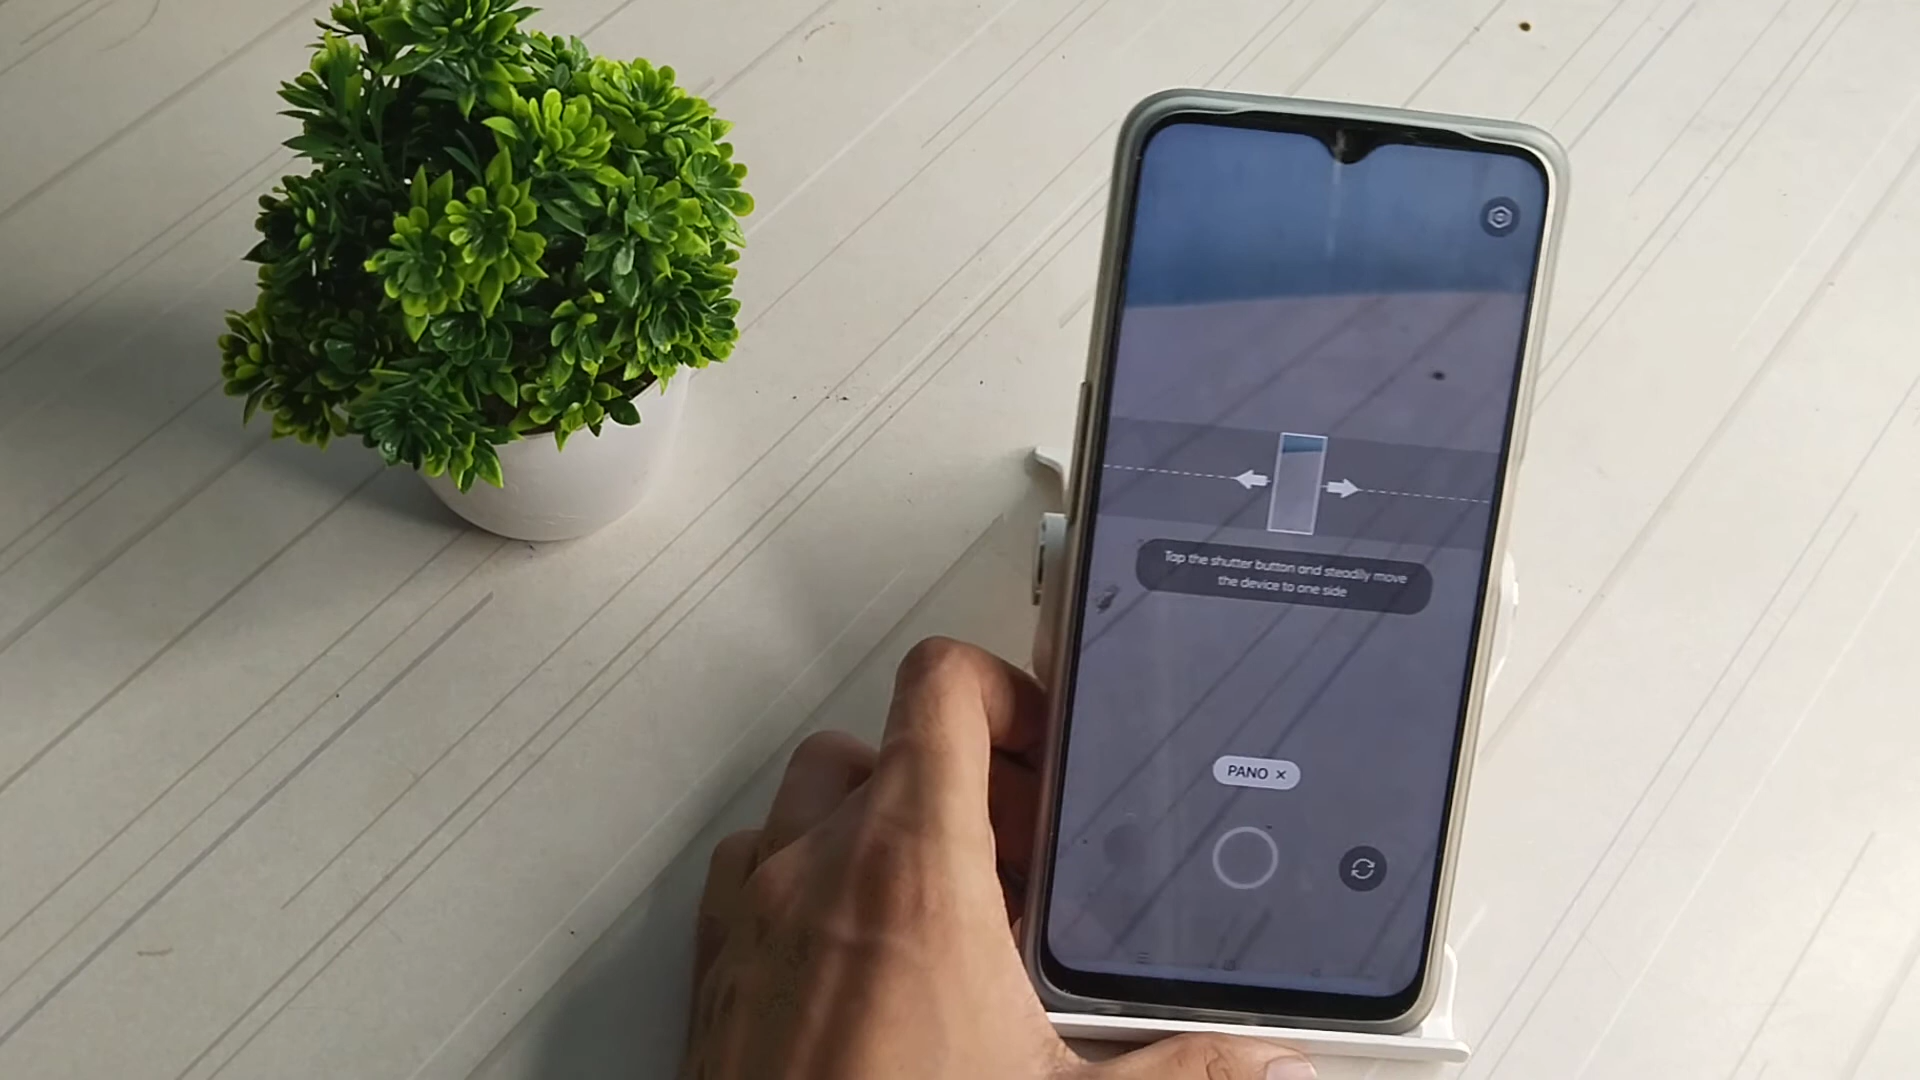 Tap the shutter button and steadily move
the device to one side
PANO ×